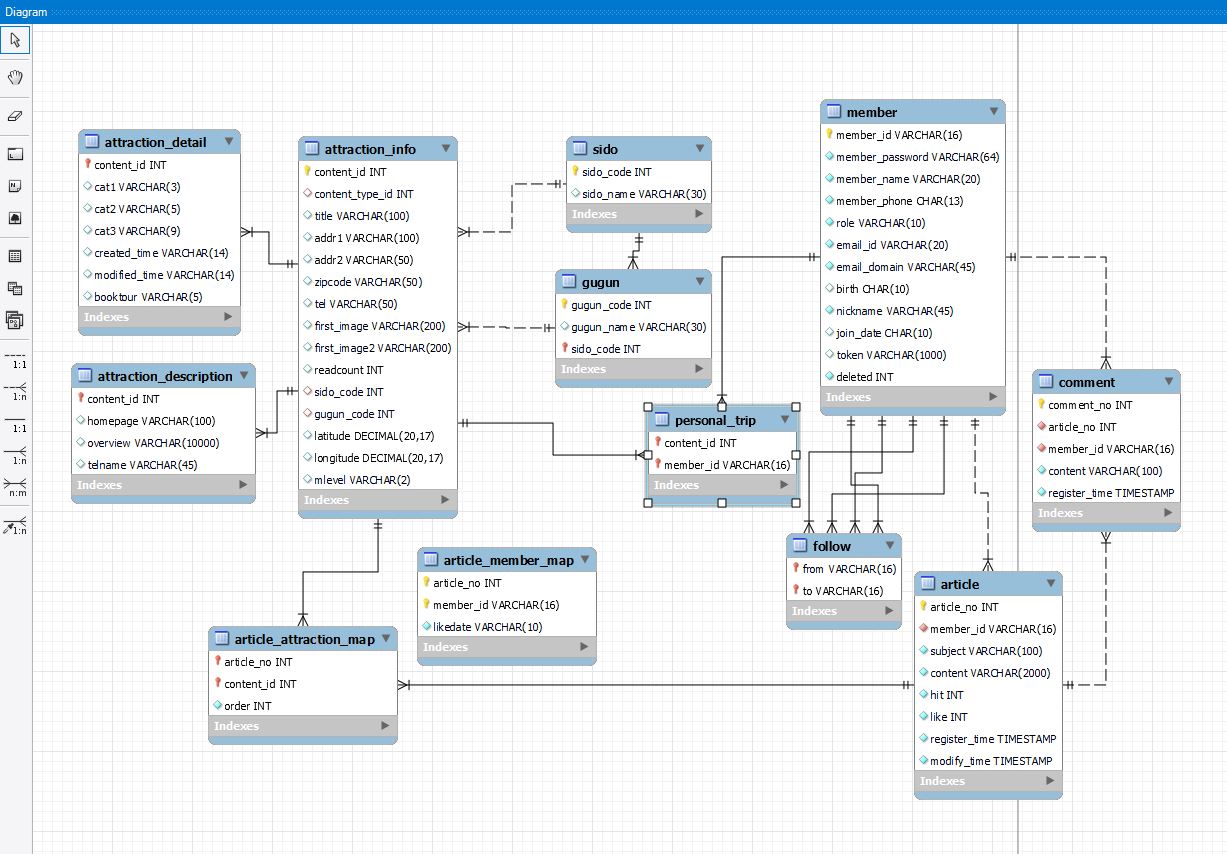 Diagram
1:1
1:n
1:1
1:n
n:m
1:n
attraction_detail
content_id INT
cat1 VARCHAR(3)
cat2 VARCHAR(5)
cat3 VARCHAR(9)
created_time VARCHAR(14)
modified_time VARCHAR(14)
booktour VARCHAR(5)
Indexes
attraction_description
content_id INT
homepage VARCHAR(100)
overview VARCHAR(10000)
telname VARCHAR(45)
Indexes
attraction_info
content_id INT
content_type_id INT
title VARCHAR(100)
addr1 VARCHAR(100)
addr2 VARCHAR(50)
zipcode VARCHAR(50)
tel VARCHAR(50)
first_image VARCHAR(200)
first_image2 VARCHAR(200)
readcount INT
sido_code INT
gugun_code INT
latitude DECIMAL(20,17)
longitude DECIMAL(20,17)
mlevel VARCHAR(2)
Indexes
sido
sido_code INT
sido_name VARCHAR(30)
Indexes
gugun
gugun_code INT
gugun_name VARCHAR(30)
sido_code INT
Indexes
personal_trip
content_id INT
member_id VARCHAR(16)
Indexes
member
member_id VARCHAR(16)
member_password VARCHAR(64)
member_name VARCHAR(20)
member_phone CHAR(13)
role VARCHAR(10)
email_id VARCHAR(20)
email_domain VARCHAR(45)
birth CHAR(10)
nickname VARCHAR(45)
join_date CHAR(10)
token VARCHAR(1000)
deleted INT
Indexes
comment
comment_no INT
article_no INT
member_id VARCHAR(16)
content VARCHAR(100)
register_time TIMESTAMP
Indexes
follow
from VARCHAR(16)
to VARCHAR(16)
Indexes
article_member_map
article_no INT
member_id VARCHAR(16)
likedate VARCHAR(10)
Indexes
article_attraction_map
article_no INT
content_id INT
order INT
Indexes
article
article_no INT
member_id VARCHAR(16)
subject VARCHAR(100)
content VARCHAR(2000)
hit INT
like INT
register_time TIMESTAMP
modify_time TIMESTAMP
Indexes